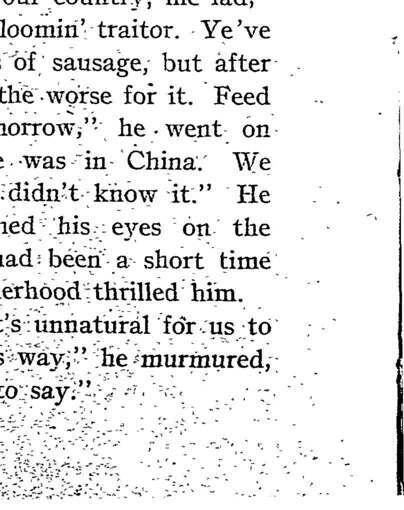 our country, me lad,"
loomin' traitor. Ye've
of sausage, but after
the worse for it. Feed
morrow," he went on
was in China. We
didn't know it." He
ned his eyes on the
had been a short time
erhood thrilled him.
t's unnatural for us to
s way," he murmured,
to say."